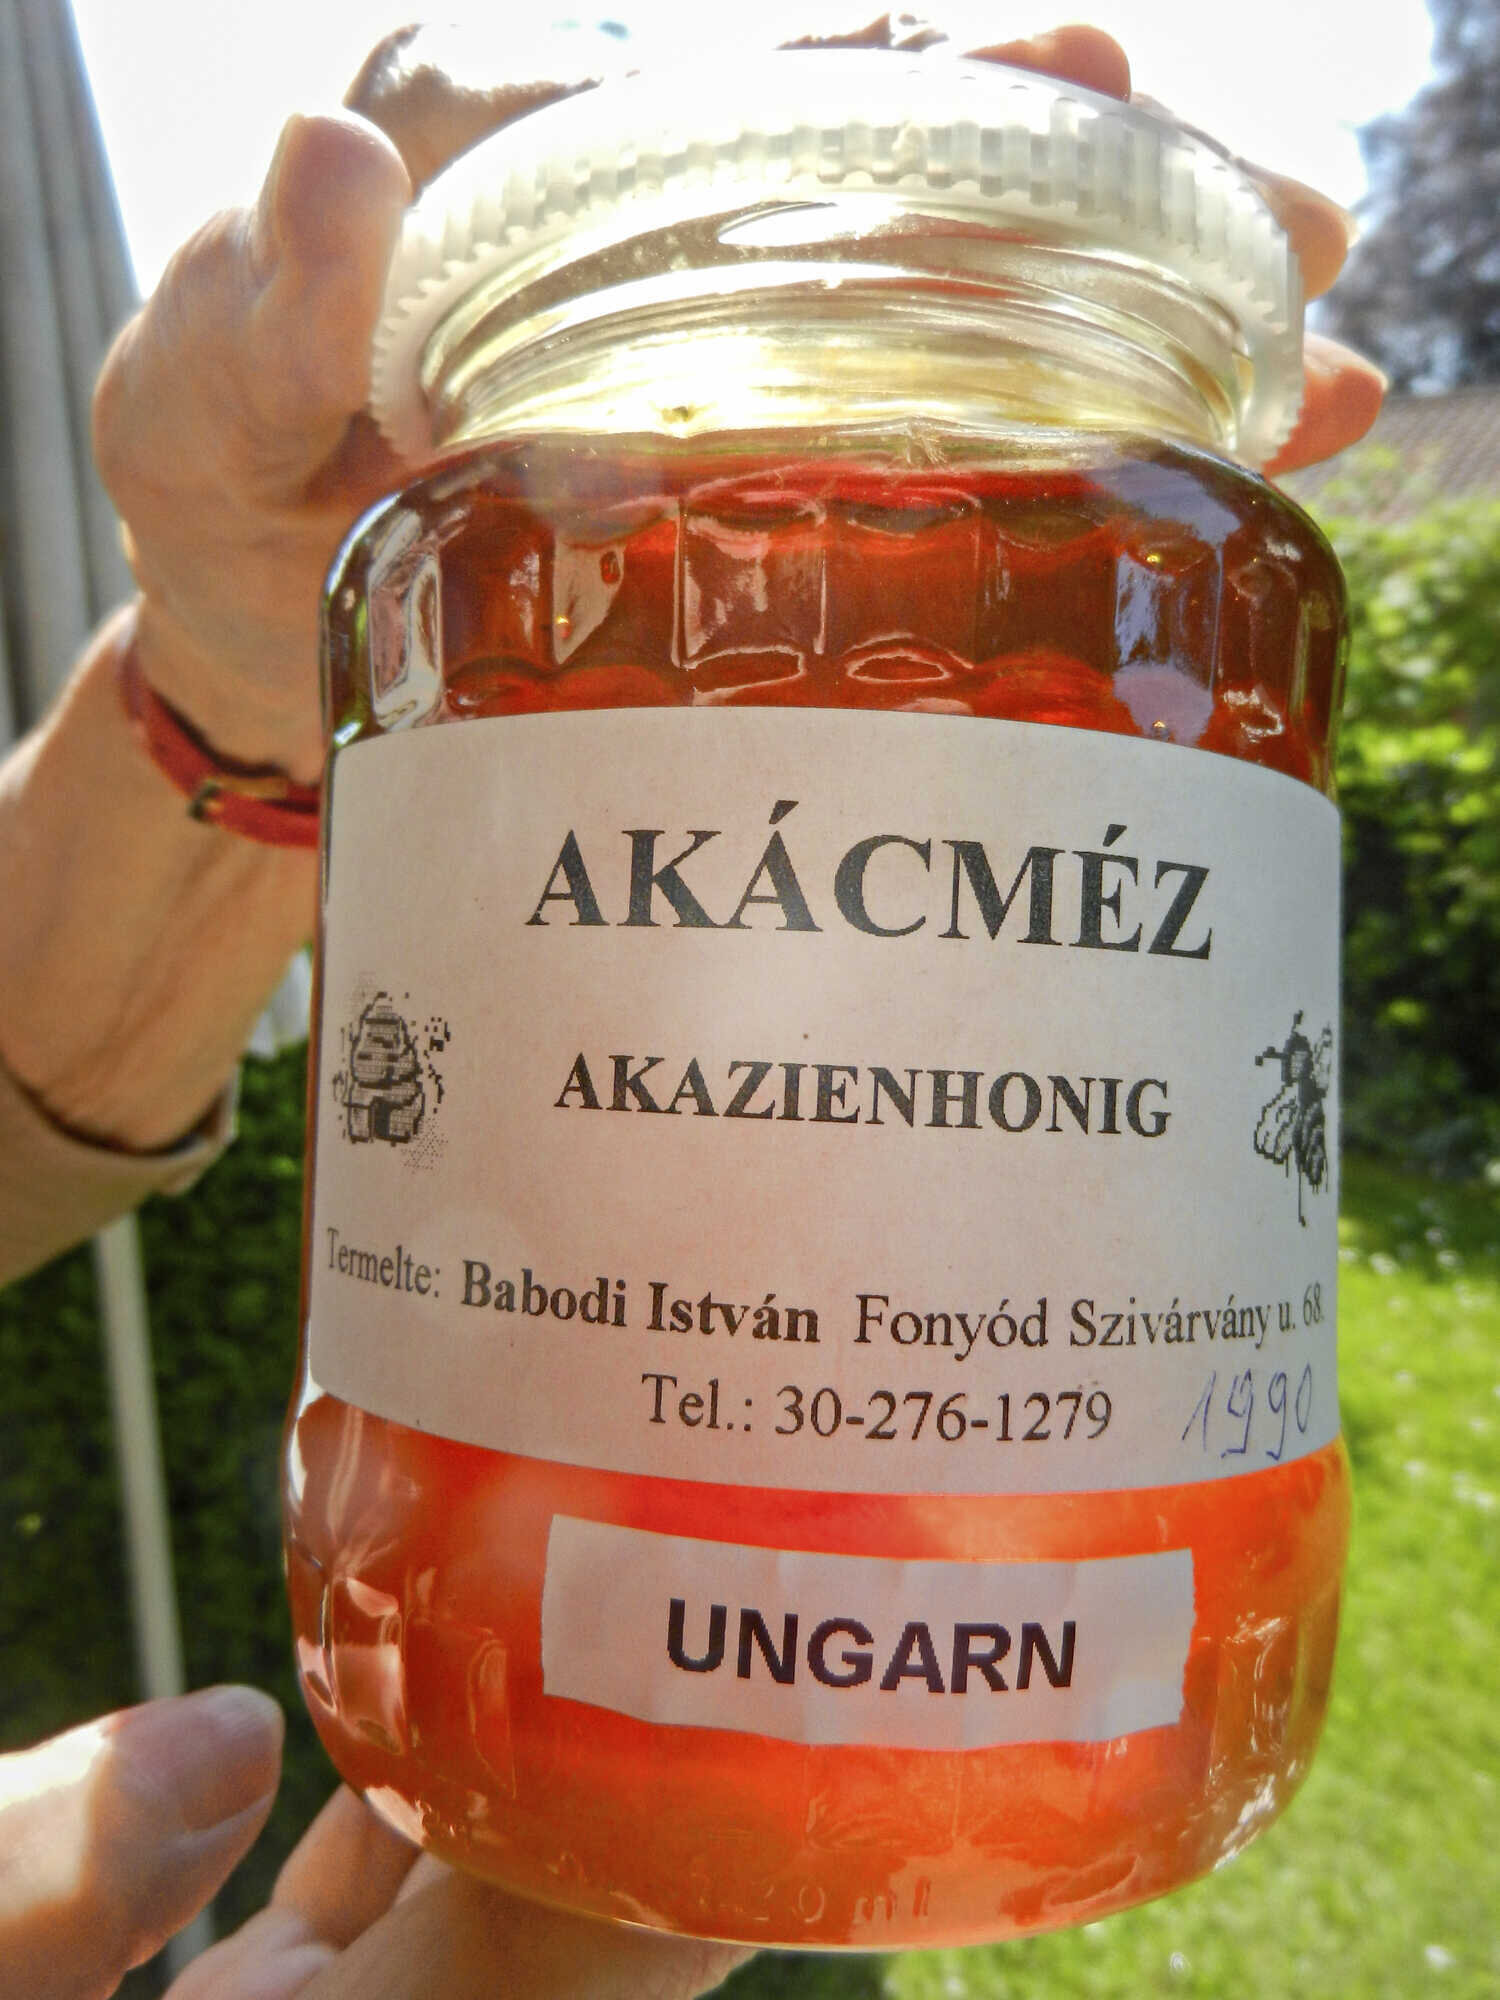 AKÁCMÉZ
AKAZIENHONIG
Termelte: Babodi István Fonyód Szivárvány u. 68.
Tel.: 30-276-1279 1990
UNGARN